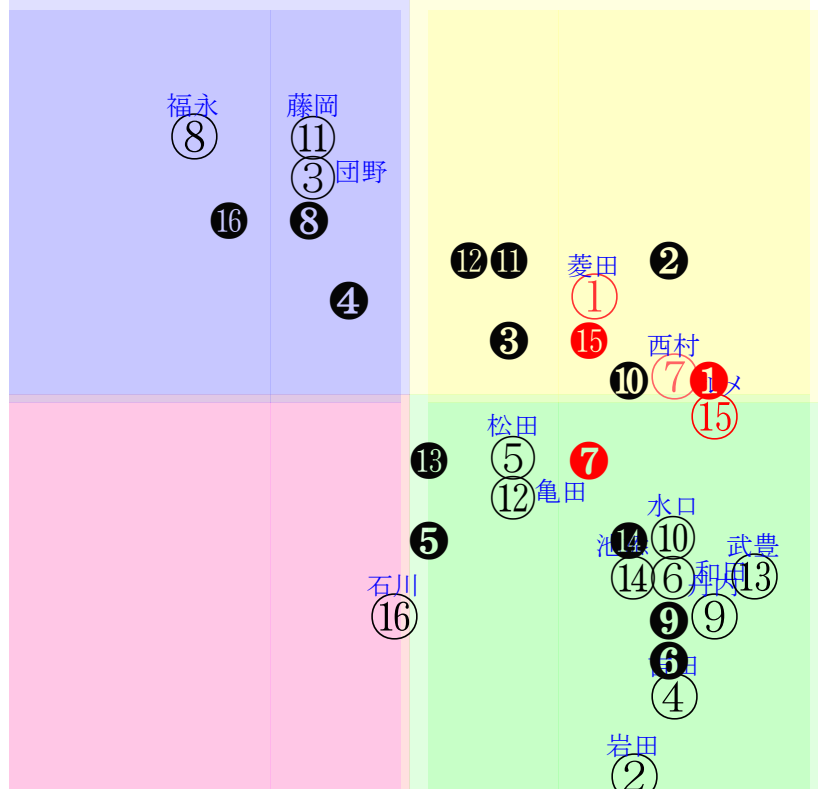 福永 藤岡
⑧ ⑪
③ 団野
⓰ ❽
⓬ ⓫ 菱田 ❷
❹ ①
❸ ⓯ 西村
❿ ⑦ ❶
⑮
松田
⓭ ⑤ ❼
⑫ 亀田
水口
❺ ⓮ ⑩ 武豊
石川 ⑭ ⑥ 和田 ⑬
⑯ ❾ ⑨
❻
④
岩田
②